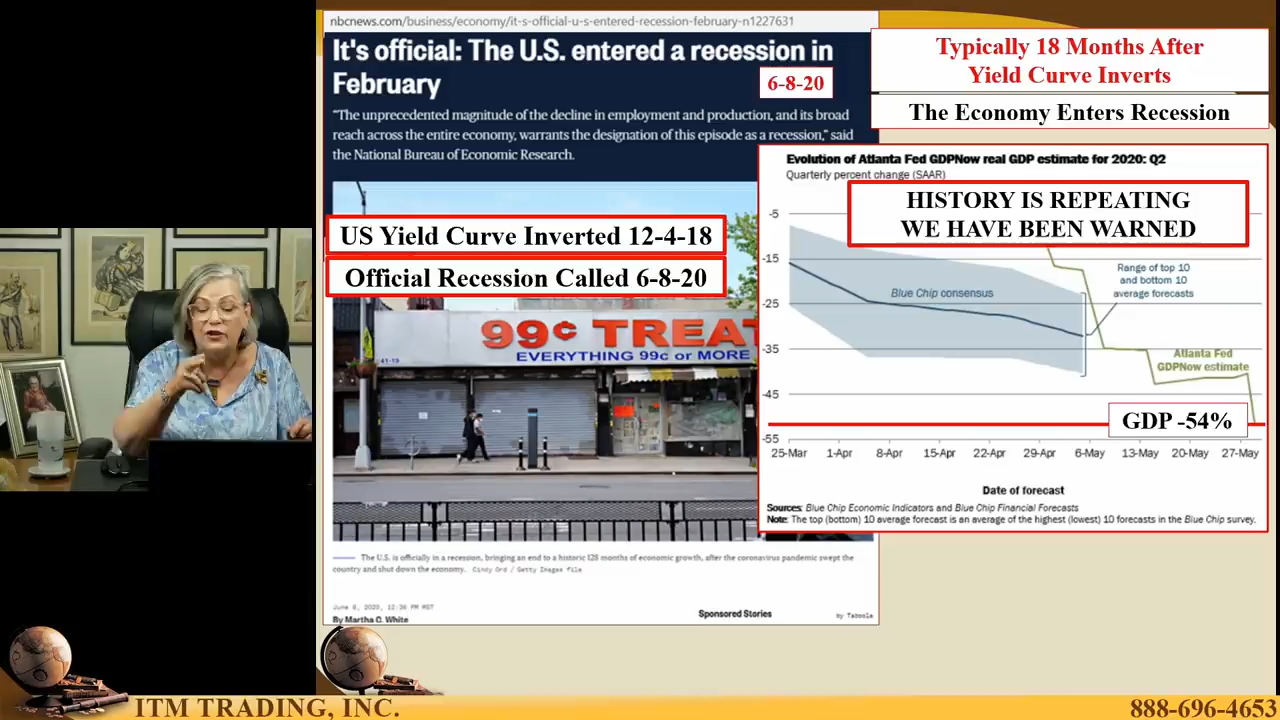 nbcnews.com/business/economy/it-s-official-u-s-entered-recession-february-n1227631
It's official: The U.S. entered a recession in
February
6-8-20
"The unprecedented magnitude of the decline in employment and production, and its broad
reach across the entire economy, warrants the designation of this episode as a recession," said
the National Bureau of Economic Research.
US Yield Curve Inverted 12-4-18
Official Recession Called 6-8-20
99¢ TREAT
EVERYTHING 99¢ or MORE
41-19
The U.S. is officially in a recession, bringing an end to a historic 128 months of economic growth, after the coronavirus pandemic swept the
country and shut down the economy. Cindy Ord / Getty Images file
June 8, 2020, 12:36 PM MST
By Martha C. White
Sponsored Stories
by Taboola
Typically 18 Months After
Yield Curve Inverts
The Economy Enters Recession
Evolution of Atlanta Fed GDPNow real GDP estimate for 2020: Q2
Quarterly percent change (SAAR)
HISTORY IS REPEATING
WE HAVE BEEN WARNED
-5
-15
-25
-35
-45
-55
Blue Chip consensus
Range of top 10
and bottom 10
average forecasts
Atlanta Fed
GDPNow estimate
GDP -54%
25-Mar 1-Apr 8-Apr 15-Apr 22-Apr 29-Apr 6-May 13-May 20-May 27-May
Date of forecast
Sources: Blue Chip Economic Indicators and Blue Chip Financial Forecasts
Note: The top (bottom) 10 average forecast is an average of the highest (lowest) 10 forecasts in the Blue Chip survey.
ITM TRADING, INC.
888-696-4653